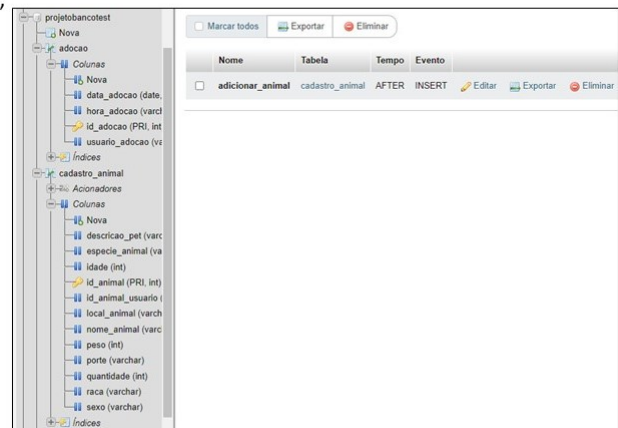 projetobancotest
Nova
adocao
Colunas
Nova
data_adocao (date,
hora_adocao (varch
id_adocao (PRI, int
usuario_adocao (va
Índices
cadastro_animal
Acionadores
Colunas
Nova
descricao_pet (varc
especie_animal (va
idade (int)
id_animal (PRI, int)
id_animal_usuario (
local_animal (varch
nome_animal (varc
peso (int)
porte (varchar)
quantidade (int)
raca (varchar)
sexo (varchar)
Índices
Marcar todos Exportar Eliminar
Nome Tabela Tempo Evento
adicionar_animal cadastro_animal AFTER INSERT Editar Exportar Eliminar